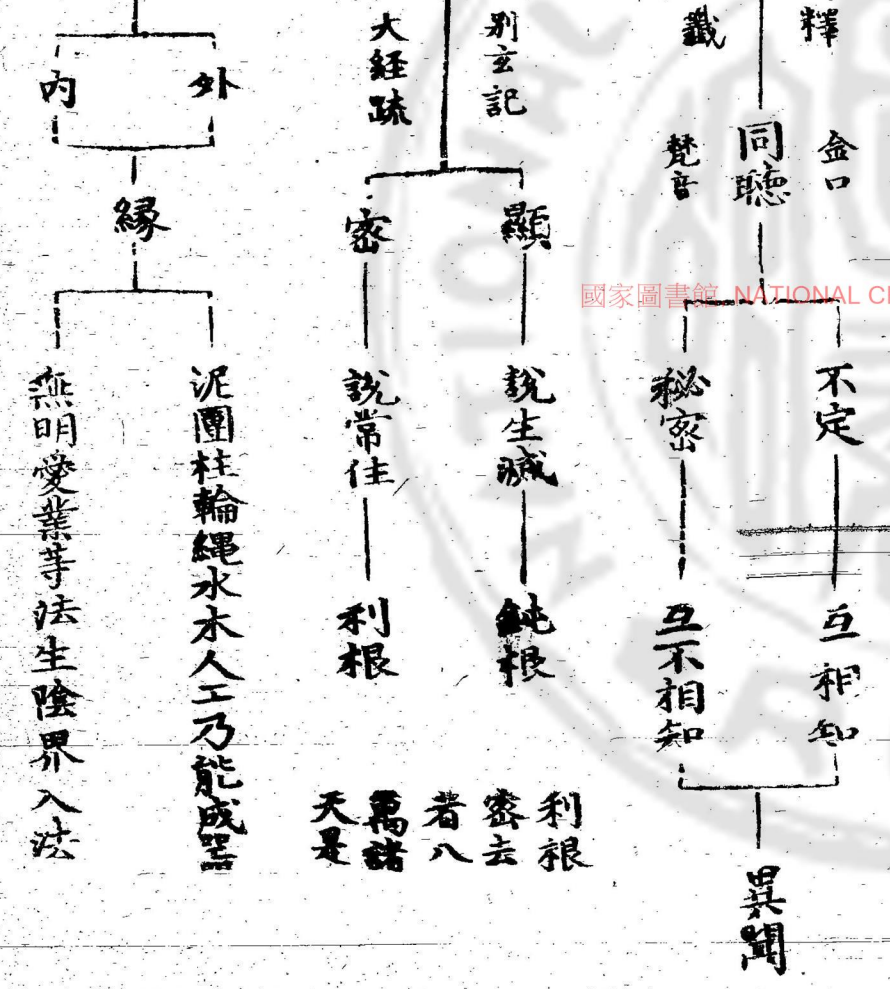 釋
籤
金口
同聽
梵音
不定
秘密
互相知
互不相知
異聞
別玄記
大經疏
顯
密
說生滅
說常住
鈍根
利根
利根
密去
者八
萬諸
天是
外
內
緣
泥團柱輪繩水木人工乃能成器
無明愛業等法生陰界入法
國家圖書館 NATIONAL CE